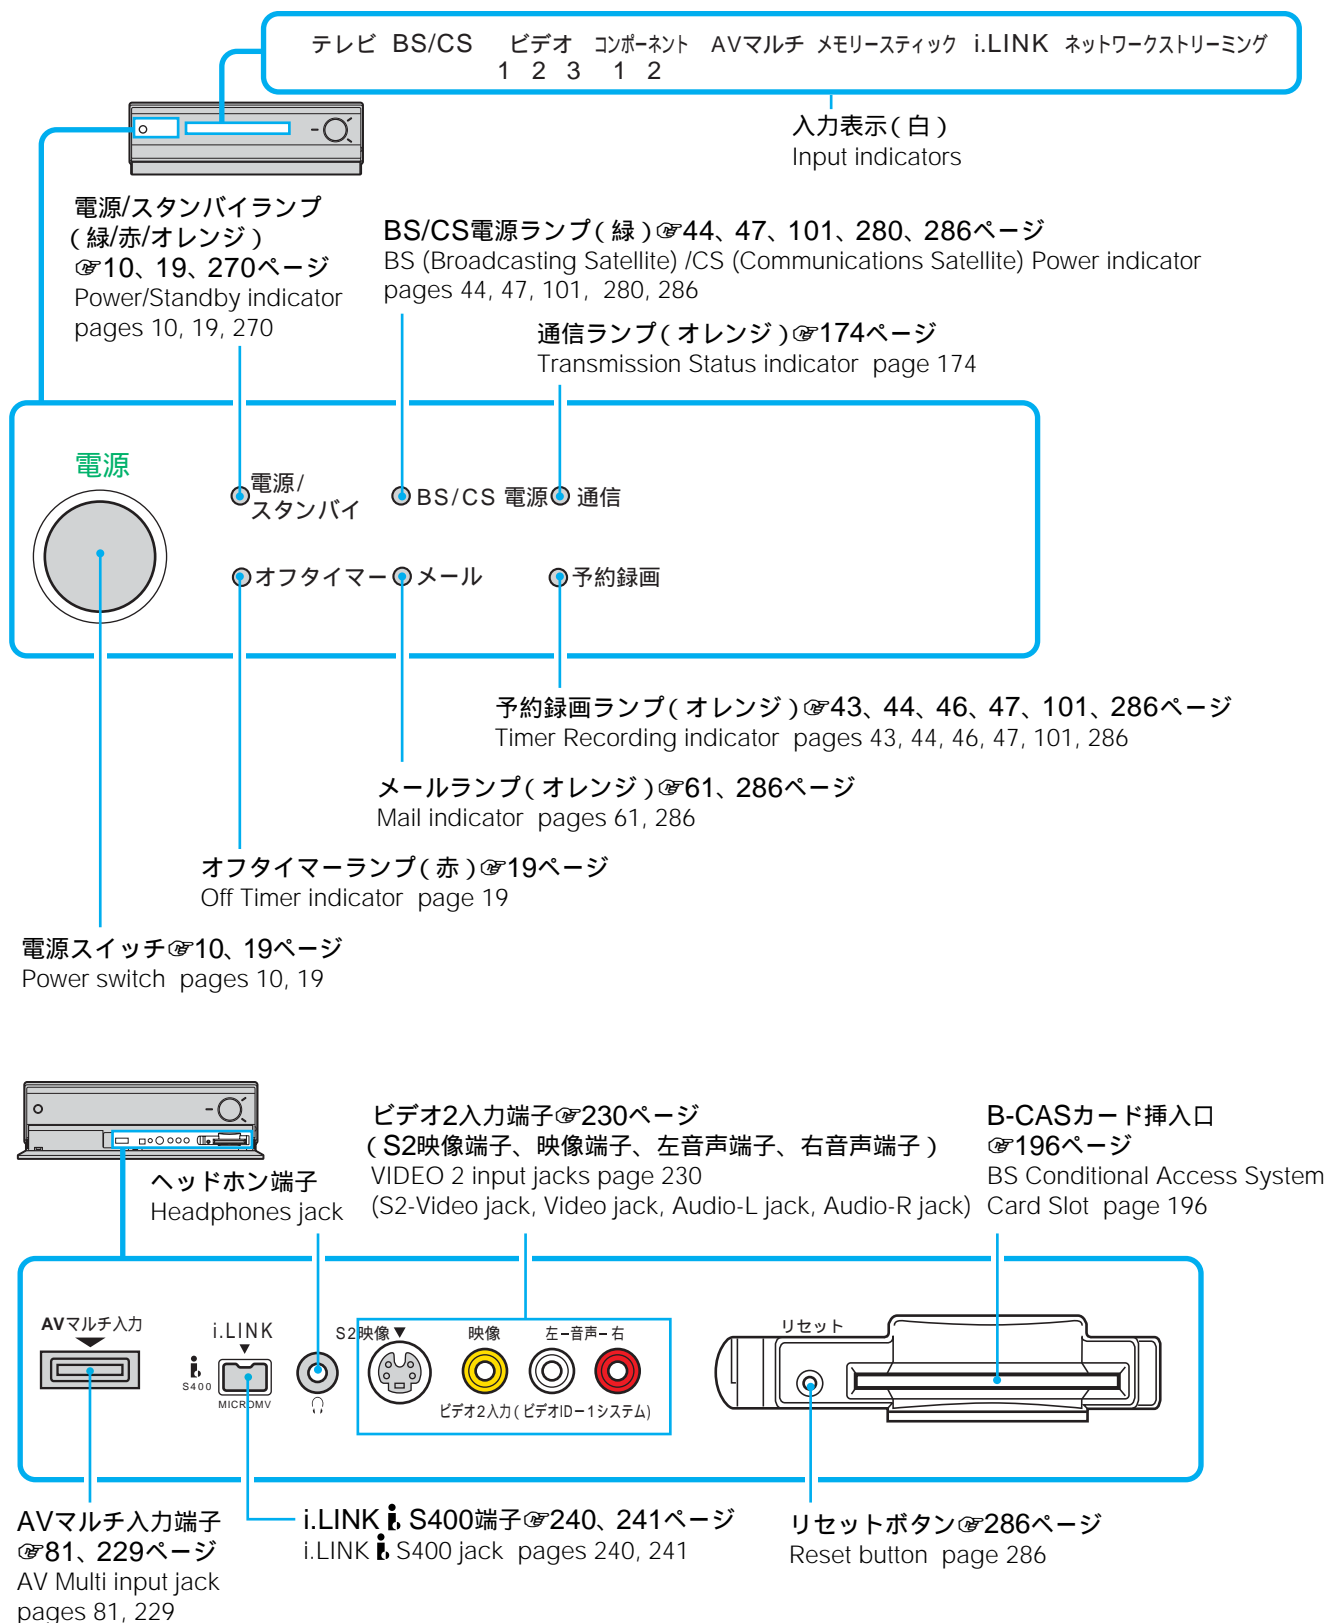 テレビ BS/CS ビデオ コンポーネント AVマルチ メモリースティック i.LINK ネットワークストリーミング
1 2 3 1 2
入力表示(白)
Input indicators
電源/スタンバイランプ
(緑/赤/オレンジ)
☞10、19、270ページ
Power/Standby indicator
pages 10, 19, 270
BS/CS電源ランプ(緑)☞44、47、101、280、286ページ
BS (Broadcasting Satellite) /CS (Communications Satellite) Power indicator
pages 44, 47, 101, 280, 286
通信ランプ(オレンジ)☞174ページ
Transmission Status indicator page 174
電源
電源/
スタンバイ
BS/CS 電源
通信
オフタイマー
メール
予約録画
予約録画ランプ(オレンジ)☞43、44、46、47、101、286ページ
Timer Recording indicator pages 43, 44, 46, 47, 101, 286
メールランプ(オレンジ)☞61、286ページ
Mail indicator pages 61, 286
オフタイマーランプ(赤)☞19ページ
Off Timer indicator page 19
電源スイッチ☞10、19ページ
Power switch pages 10, 19
ヘッドホン端子
Headphones jack
ビデオ2入力端子☞230ページ
(S2映像端子、映像端子、左音声端子、右音声端子)
VIDEO 2 input jacks page 230
(S2-Video jack, Video jack, Audio-L jack, Audio-R jack)
B-CASカード挿入口
☞196ページ
BS Conditional Access System
Card Slot page 196
AVマルチ入力
i.LINK
▼
S400
MICROMV
S2映像▼
映像
左−音声−右
ビデオ2入力(ビデオID−1システム)
リセット
AVマルチ入力端子
☞81、229ページ
AV Multi input jack
pages 81, 229
i.LINK i S400端子☞240、241ページ
i.LINK i S400 jack pages 240, 241
リセットボタン☞286ページ
Reset button page 286